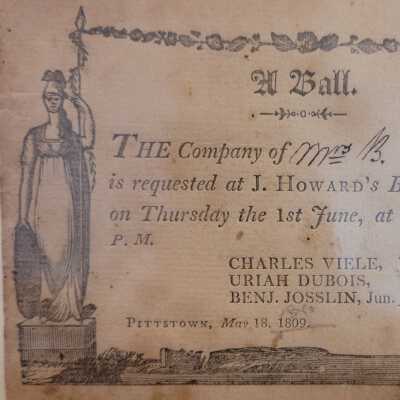 A Ball.
THE Company of Mrs B.
is requested at J. HOWARD'S
on Thursday the 1st June, at
P. M.
CHARLES VIELE,
URIAH DUBOIS,
BENJ. JOSSLIN, Jun.
PITTSTOWN, May 18, 1809.